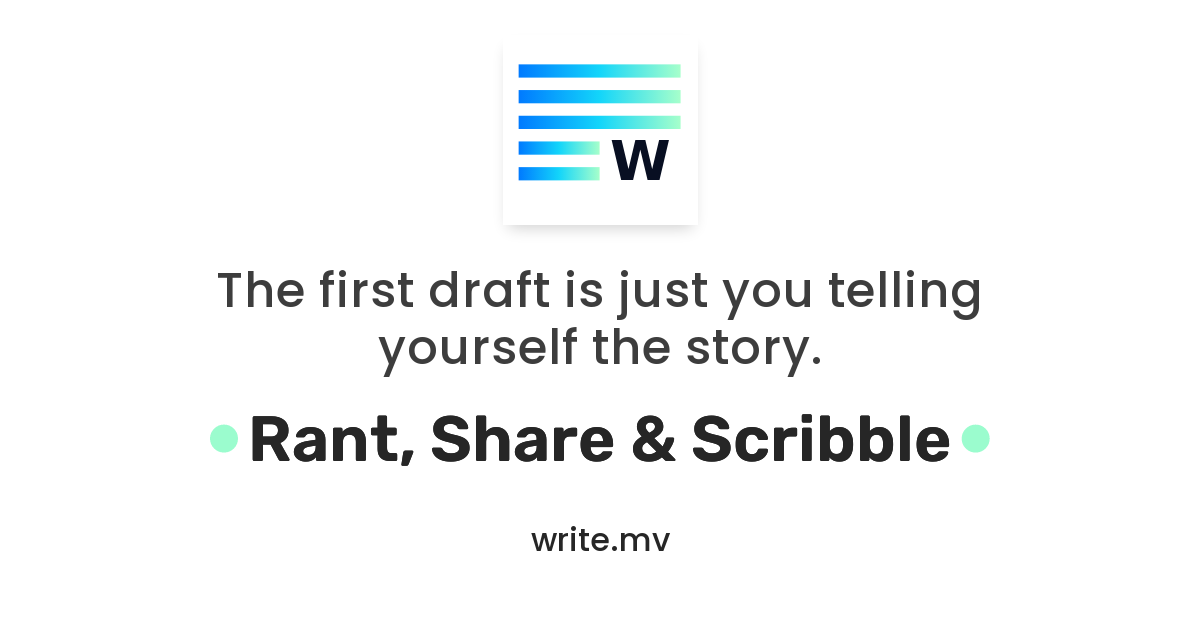 W
The first draft is just you telling
yourself the story.
Rant, Share & Scribble
write.mv